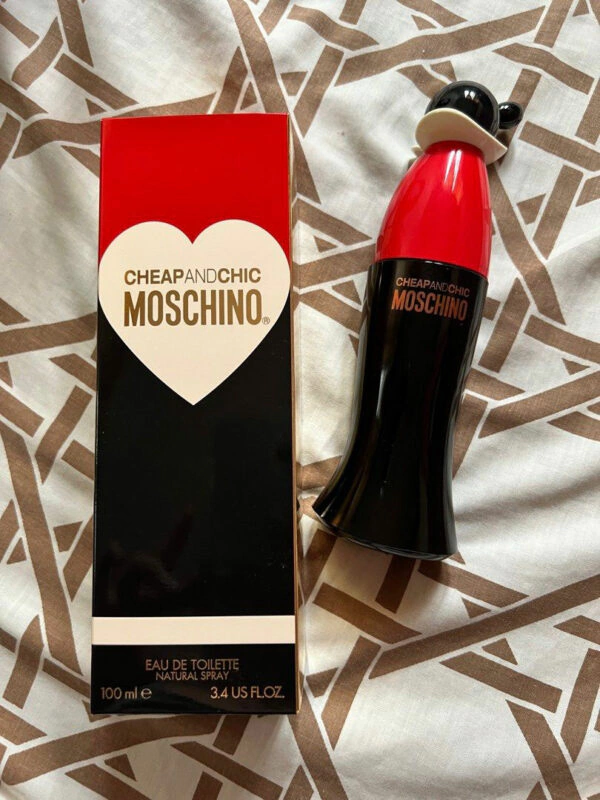 CHEAPANDCHIC
MOSCHINO®
EAU DE TOILETTE
NATURAL SPRAY
100 ml e
3.4 US FL.OZ.
CHEAPANDCHIC
MOSCHINO